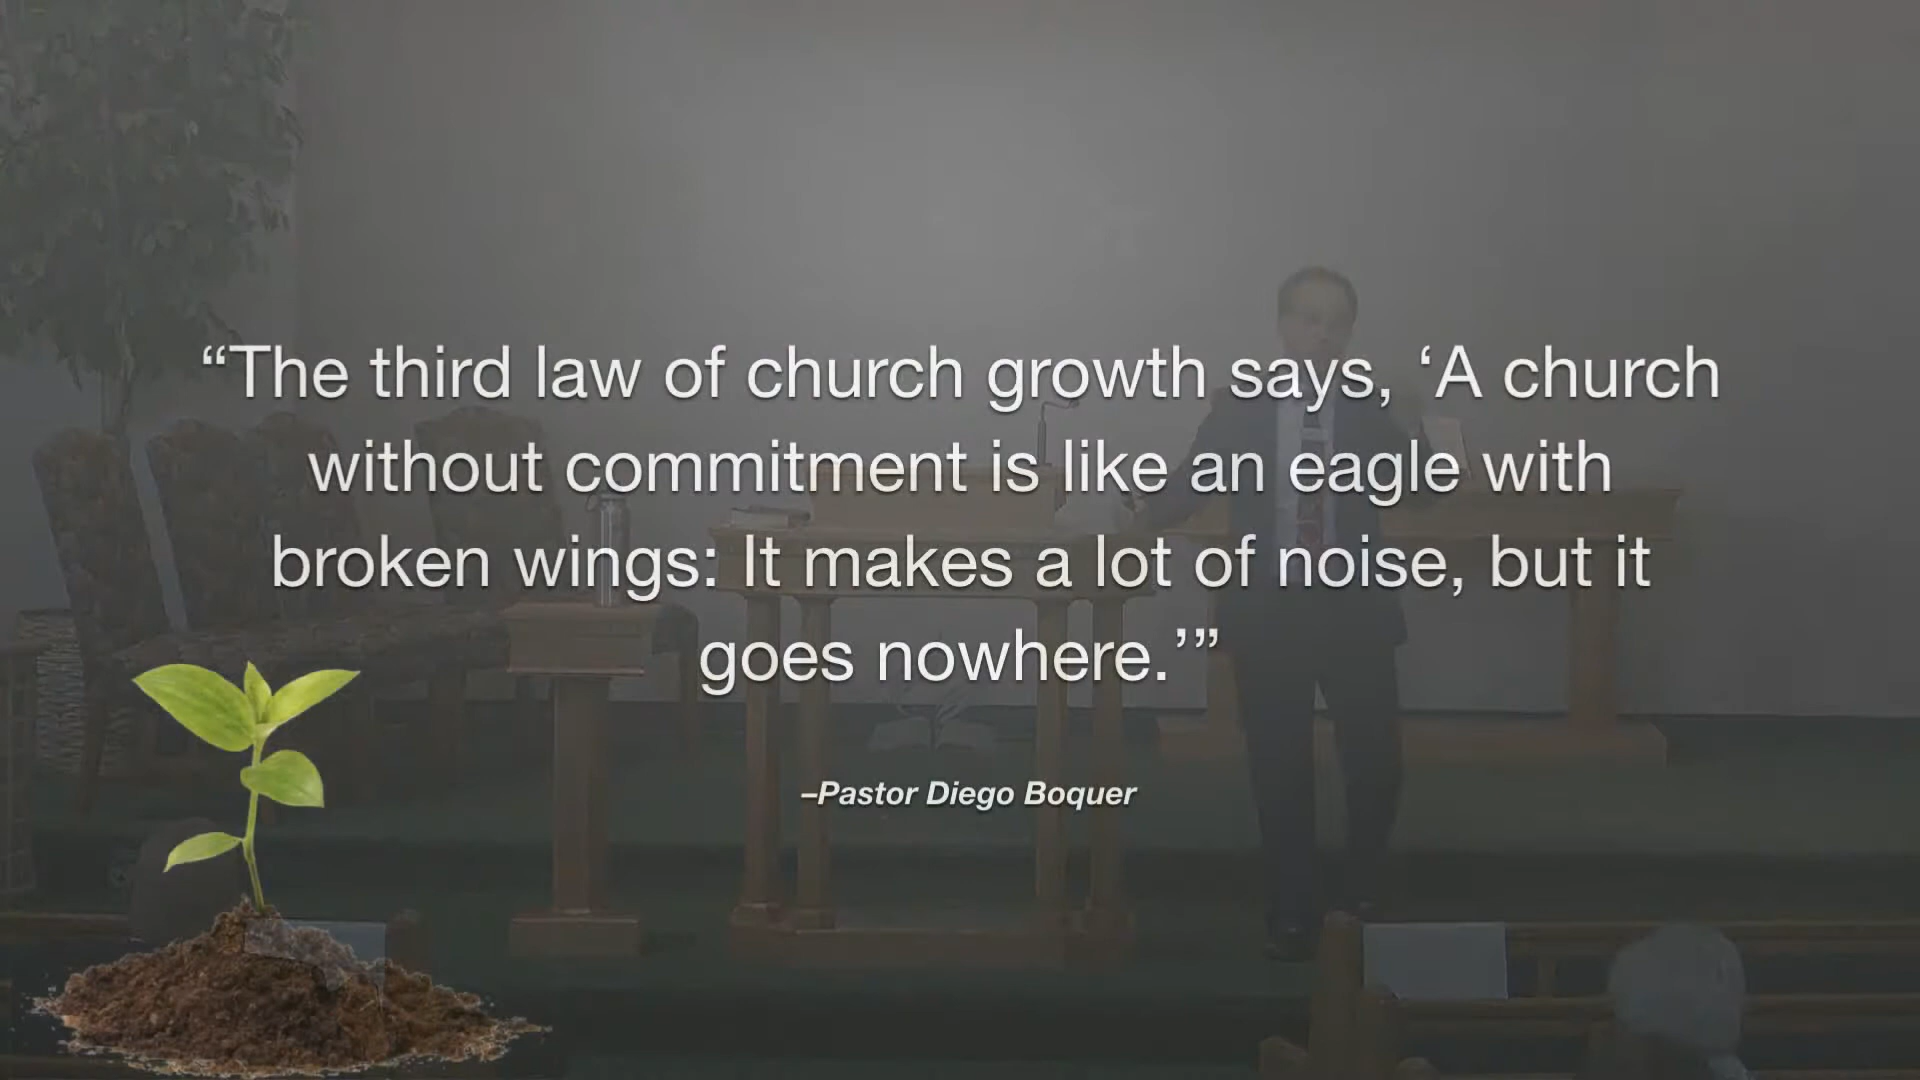 “The third law of church growth says, ‘A church
without commitment is like an eagle with
broken wings: It makes a lot of noise, but it
goes nowhere.’”
–Pastor Diego Boquer